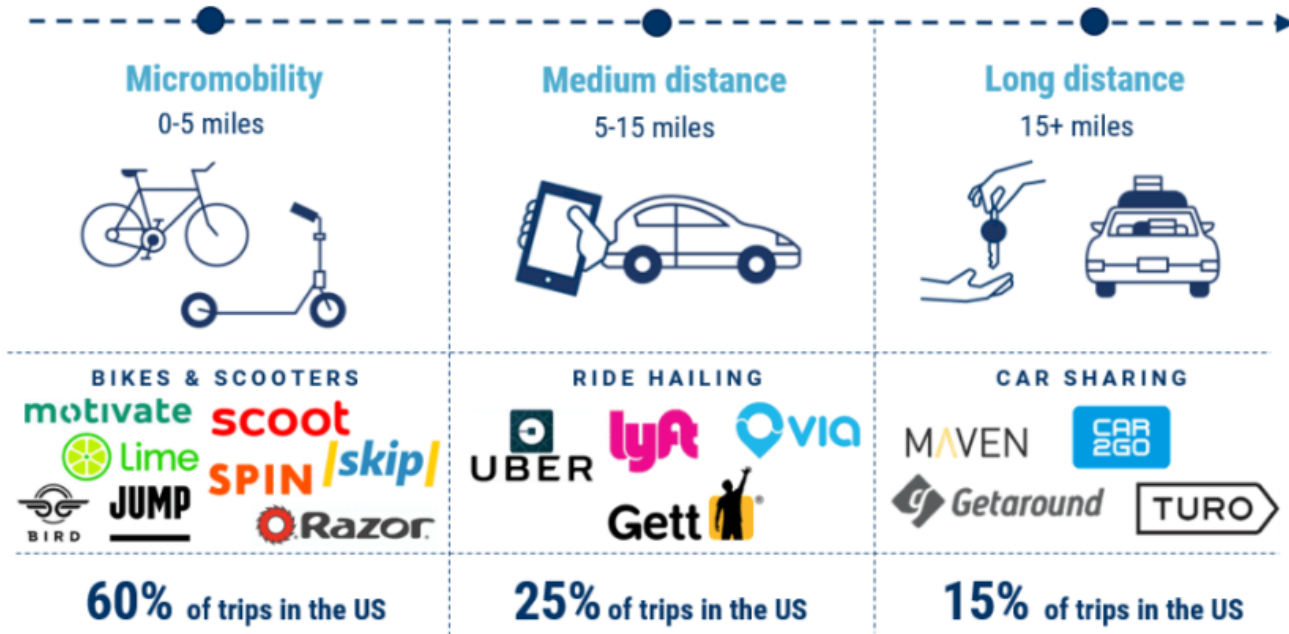 Micromobility
0-5 miles
Medium distance
5-15 miles
Long distance
15+ miles
BIKES & SCOOTERS
motivate
scoot
Lime
SPIN
/skip/
BIRD
JUMP
Razor.
RIDE HAILING
UBER
lyft
via
Gett®
CAR SHARING
MAVEN
CAR
2GO
Getaround
TURO
60% of trips in the US
25% of trips in the US
15% of trips in the US